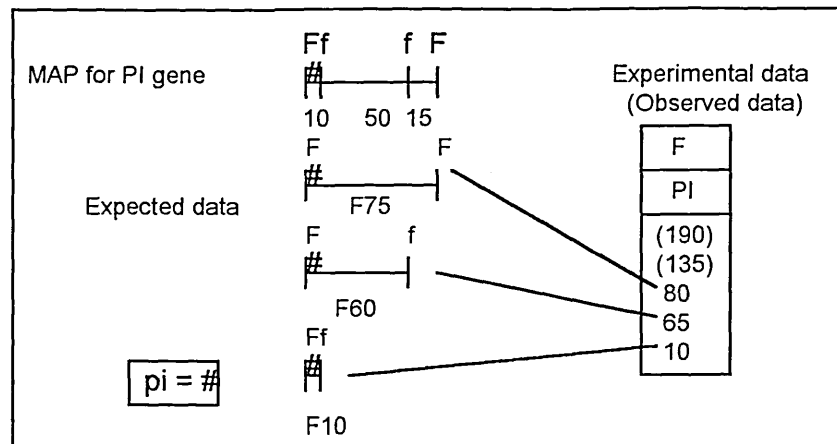 Ff f F
MAP for PI gene
#
10 50 15
Experimental data
(Observed data)
F
PI
(190)
(135)
80
65
10
Expected data
F F
#
F75
F f
#
F60
Ff
#
F10
pi = #